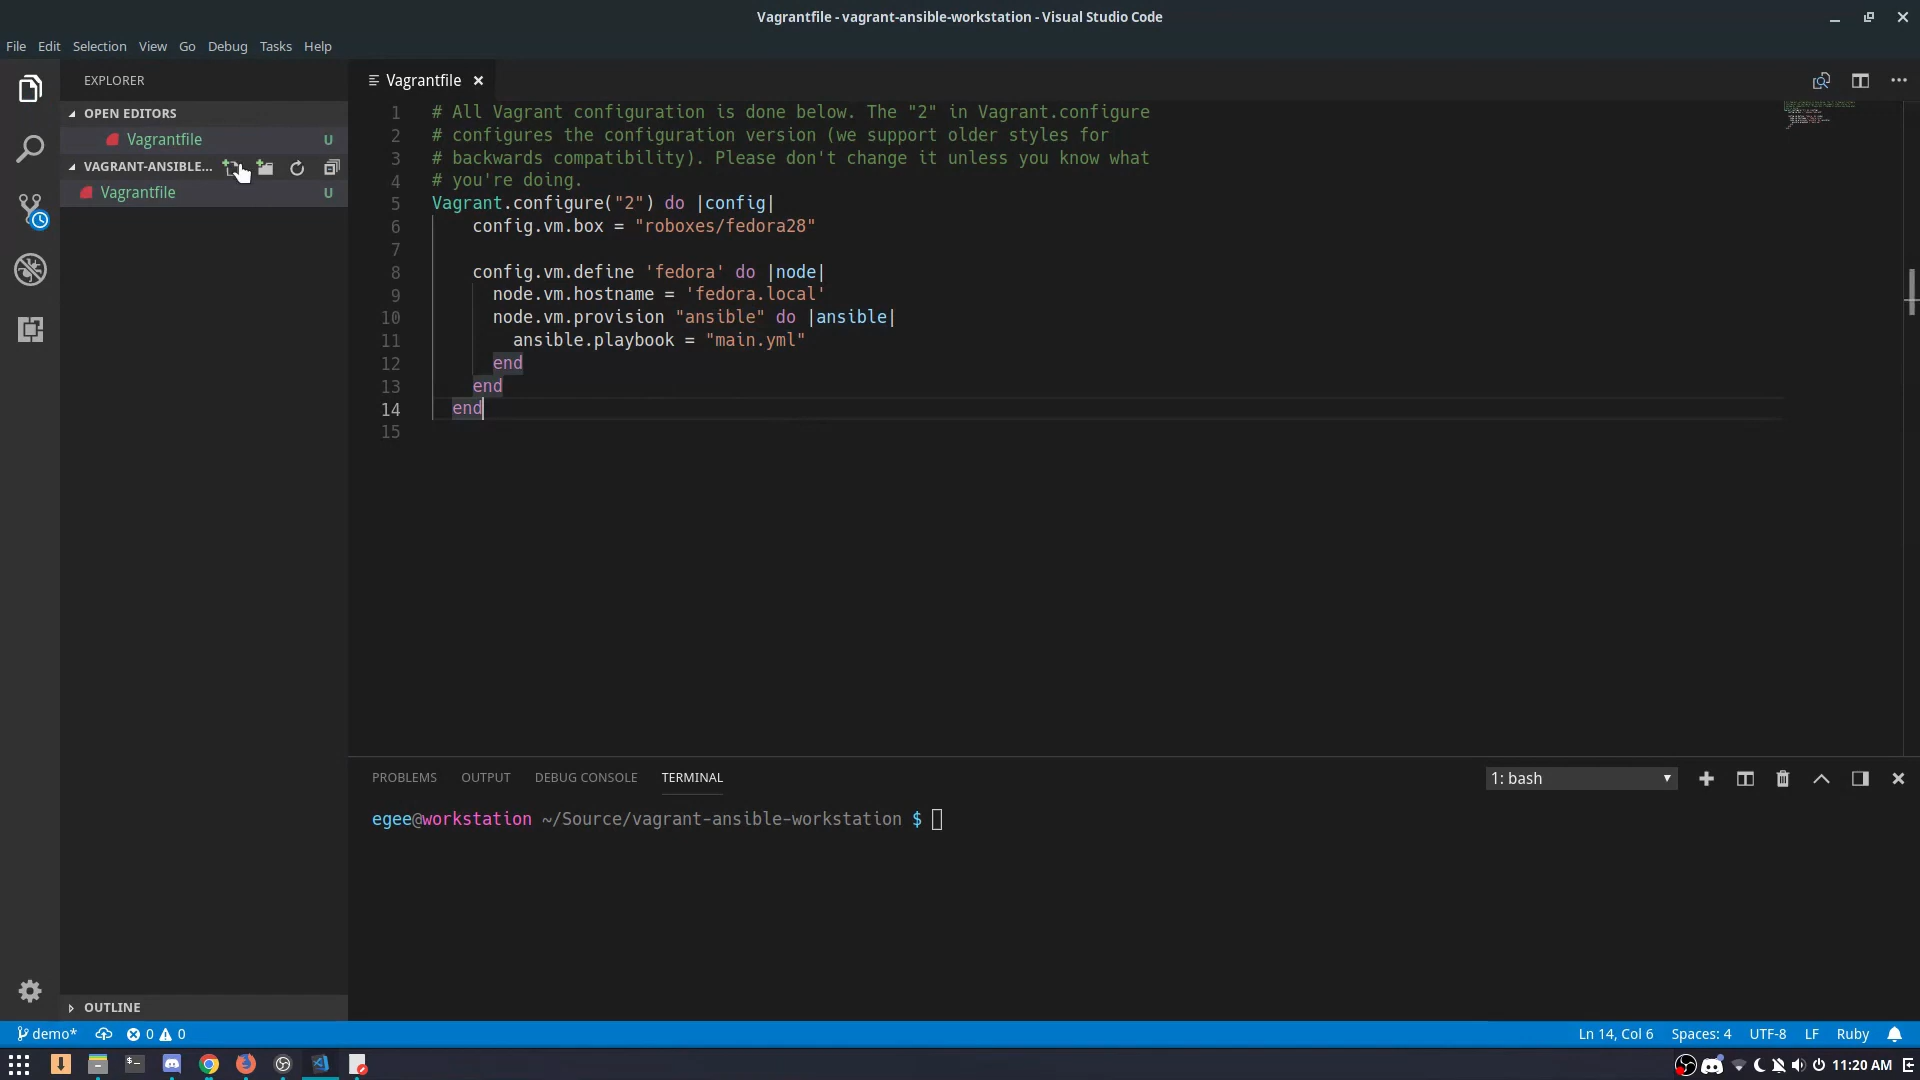 Vagrantfile - vagrant-ansible-workstation - Visual Studio Code
File Edit Selection View Go Debug Tasks Help
EXPLORER
OPEN EDITORS
Vagrantfile U
VAGRANT-ANSIBLE...
Vagrantfile U
OUTLINE
Vagrantfile
1 # All Vagrant configuration is done below. The "2" in Vagrant.configure
2 # configures the configuration version (we support older styles for
3 # backwards compatibility). Please don't change it unless you know what
4 # you're doing.
5 Vagrant.configure("2") do |config|
6 config.vm.box = "roboxes/fedora28"
7
8 config.vm.define 'fedora' do |node|
9 node.vm.hostname = 'fedora.local'
10 node.vm.provision "ansible" do |ansible|
11 ansible.playbook = "main.yml"
12 end
13 end
14 end
15
PROBLEMS OUTPUT DEBUG CONSOLE TERMINAL 1: bash
egee@workstation ~/Source/vagrant-ansible-workstation $
demo* 0 0 Ln 14, Col 6 Spaces: 4 UTF-8 LF Ruby
11:20 AM